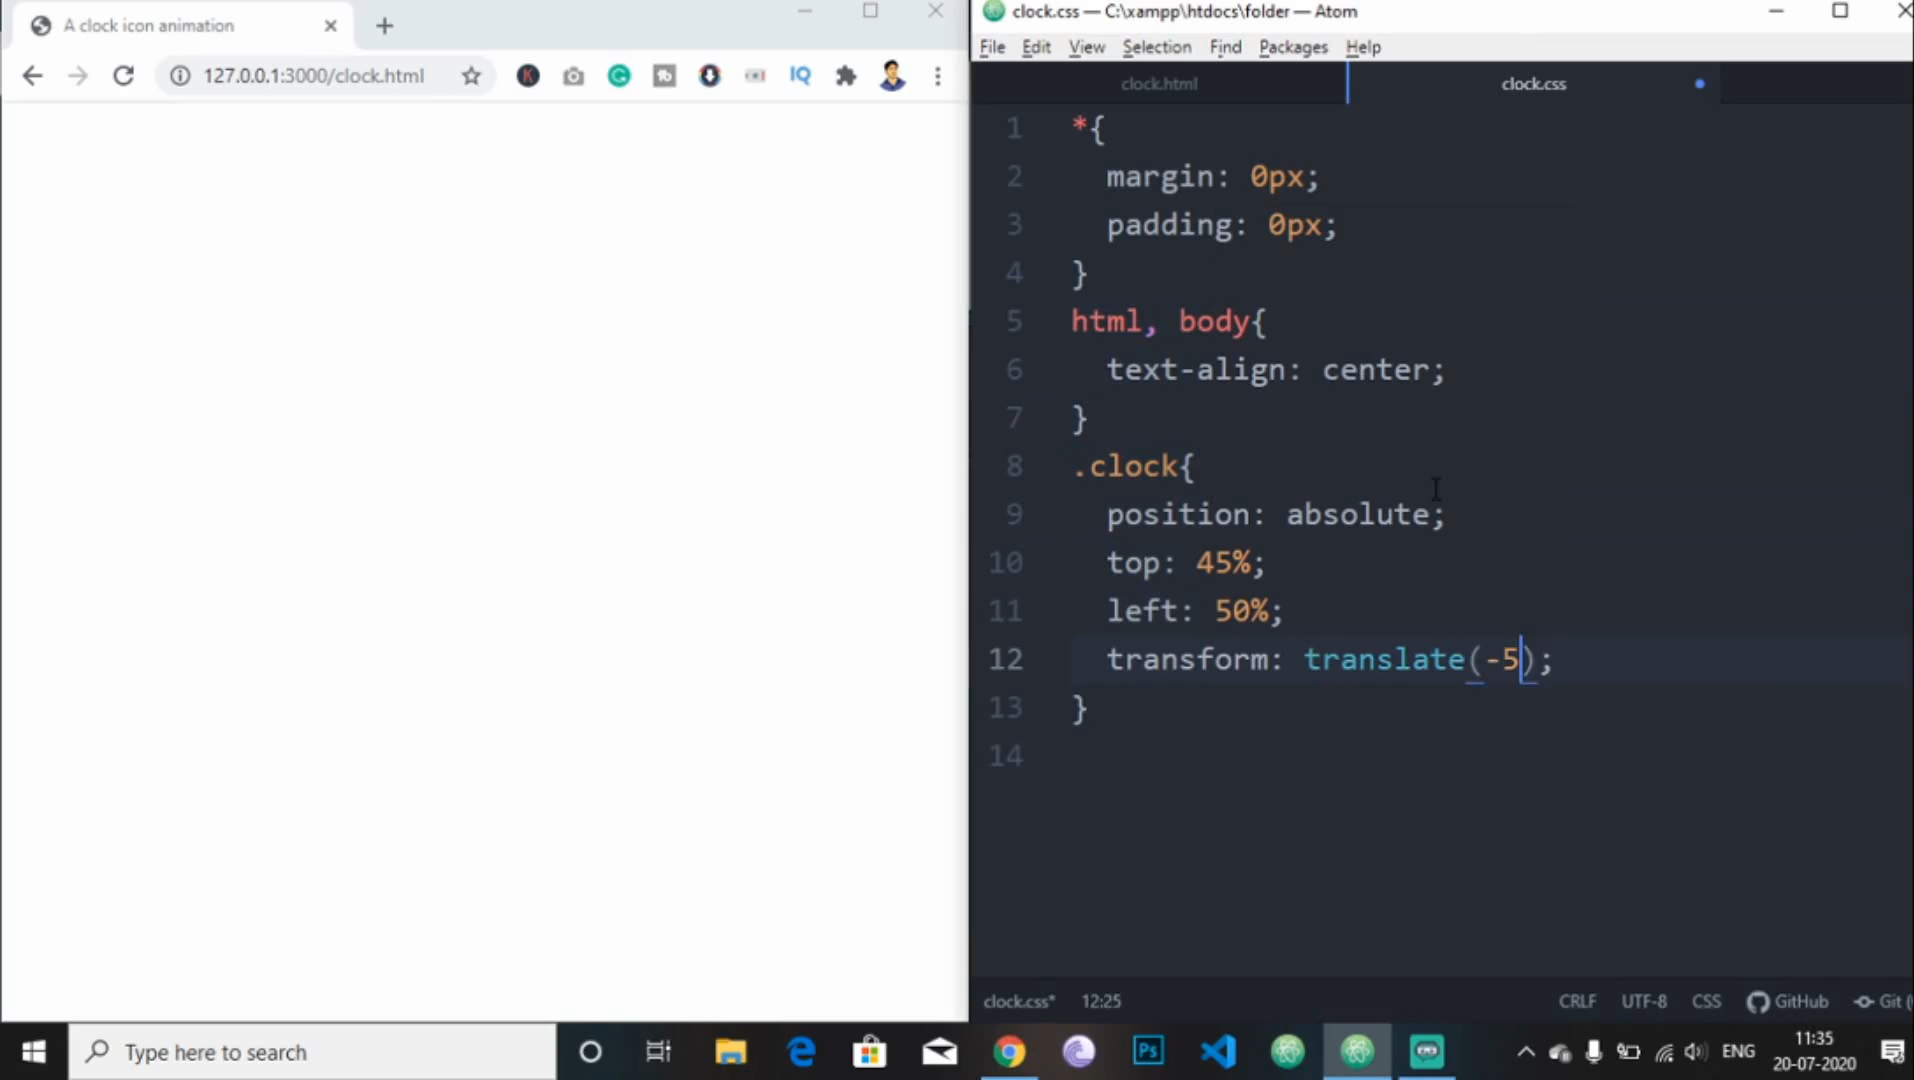 A clock icon animation
127.0.0.1:3000/clock.html
IQ
clock.css — C:\xampp\htdocs\folder — Atom
File Edit View Selection Find Packages Help
clock.html clock.css
1 *{
2 margin: 0px;
3 padding: 0px;
4 }
5 html, body{
6 text-align: center;
7 }
8 .clock{
9 position: absolute;
10 top: 45%;
11 left: 50%;
12 transform: translate(-5);
13 }
14
clock.css* 12:25 CRLF UTF-8 CSS GitHub Git (
Type here to search
Ps
ENG
11:35
20-07-2020